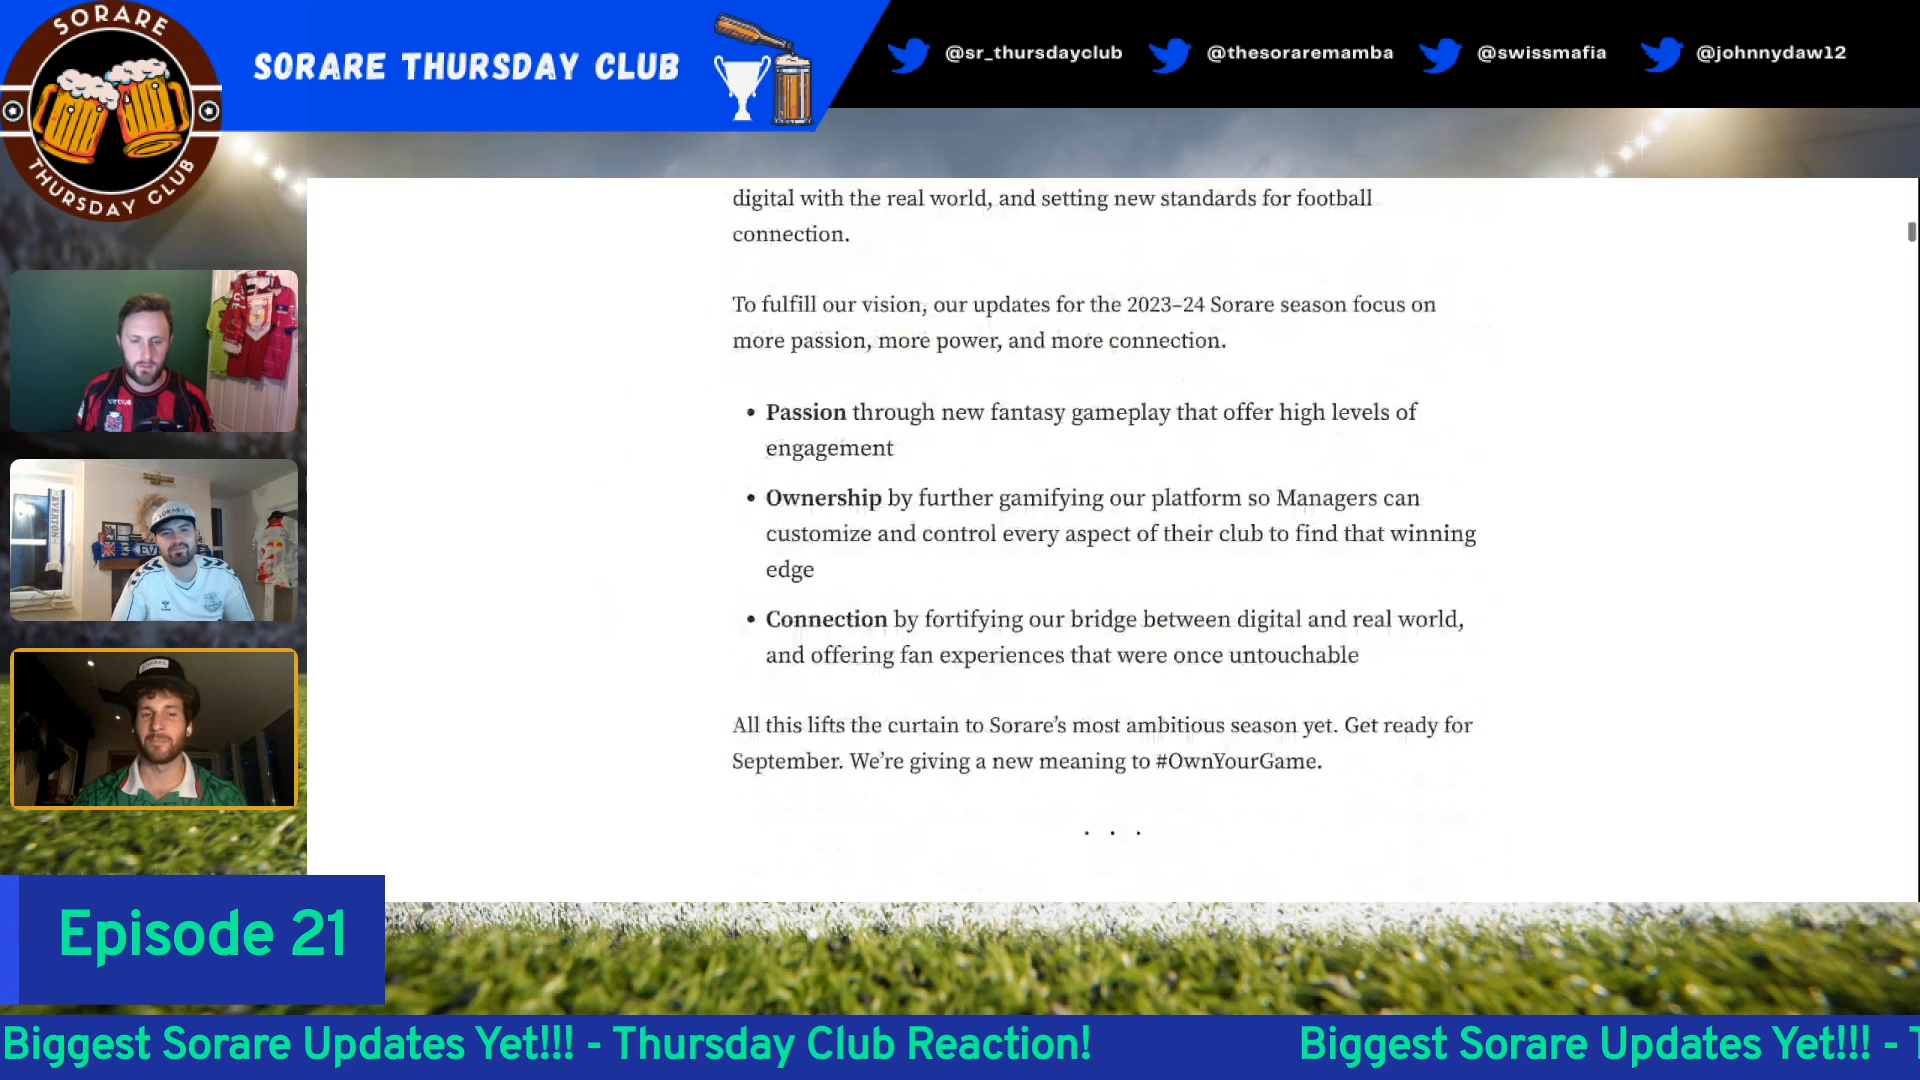 SORARE
THURSDAY CLUB
SORARE THURSDAY CLUB
@sr_thursdayclub
@thesoraremamba
@swissmafia
@johnnydaw12
digital with the real world, and setting new standards for football
connection.
To fulfill our vision, our updates for the 2023–24 Sorare season focus on
more passion, more power, and more connection.
• Passion through new fantasy gameplay that offer high levels of
engagement
• Ownership by further gamifying our platform so Managers can
customize and control every aspect of their club to find that winning
edge
• Connection by fortifying our bridge between digital and real world,
and offering fan experiences that were once untouchable
All this lifts the curtain to Sorare’s most ambitious season yet. Get ready for
September. We’re giving a new meaning to #OwnYourGame.
. . .
EVERTON
SORARE
Episode 21
Biggest Sorare Updates Yet!!! - Thursday Club Reaction!
Biggest Sorare Updates Yet!!! - T